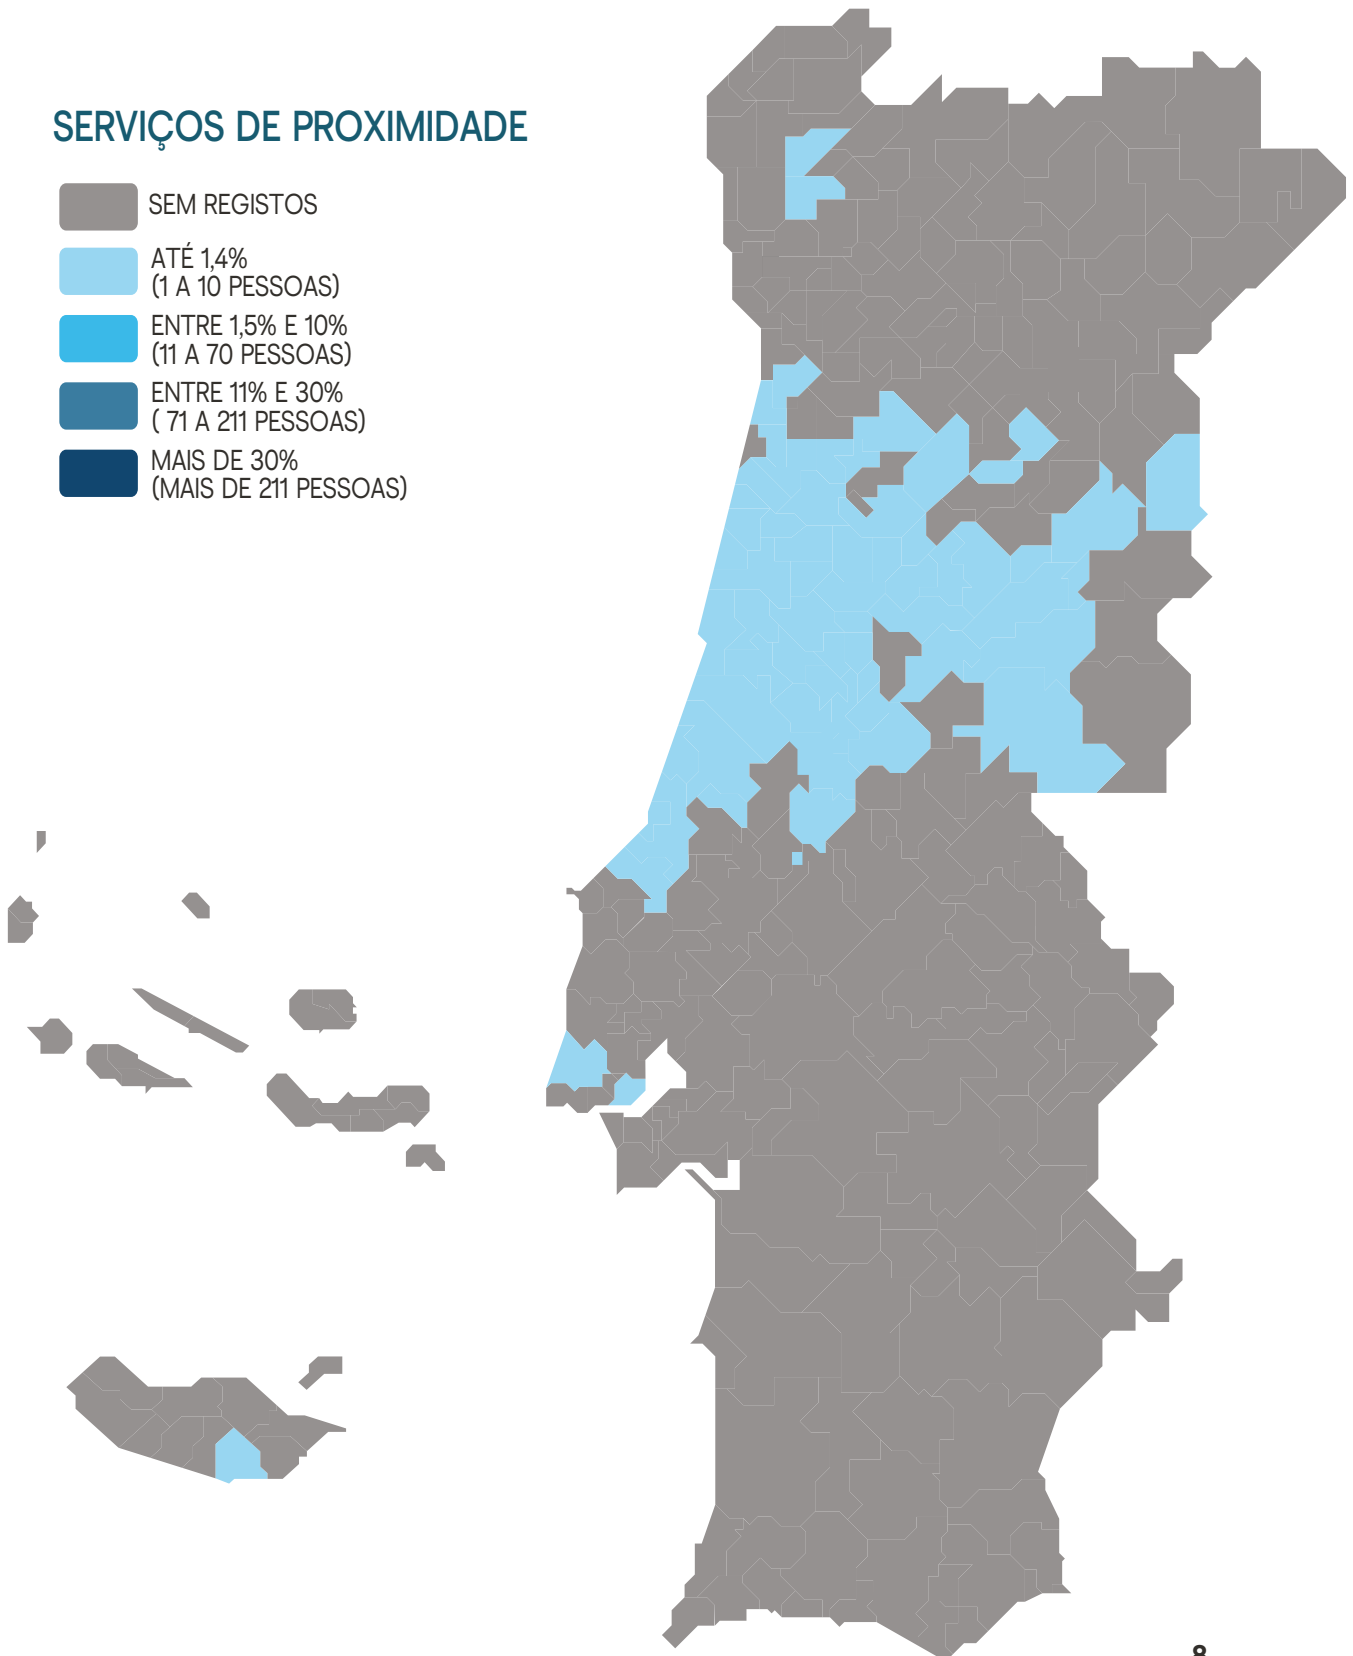 SERVIÇOS DE PROXIMIDADE
SEM REGISTOS
ATÉ 1,4%
(1 A 10 PESSOAS)
ENTRE 1,5% E 10%
(11 A 70 PESSOAS)
ENTRE 11% E 30%
( 71 A 211 PESSOAS)
MAIS DE 30%
(MAIS DE 211 PESSOAS)
8